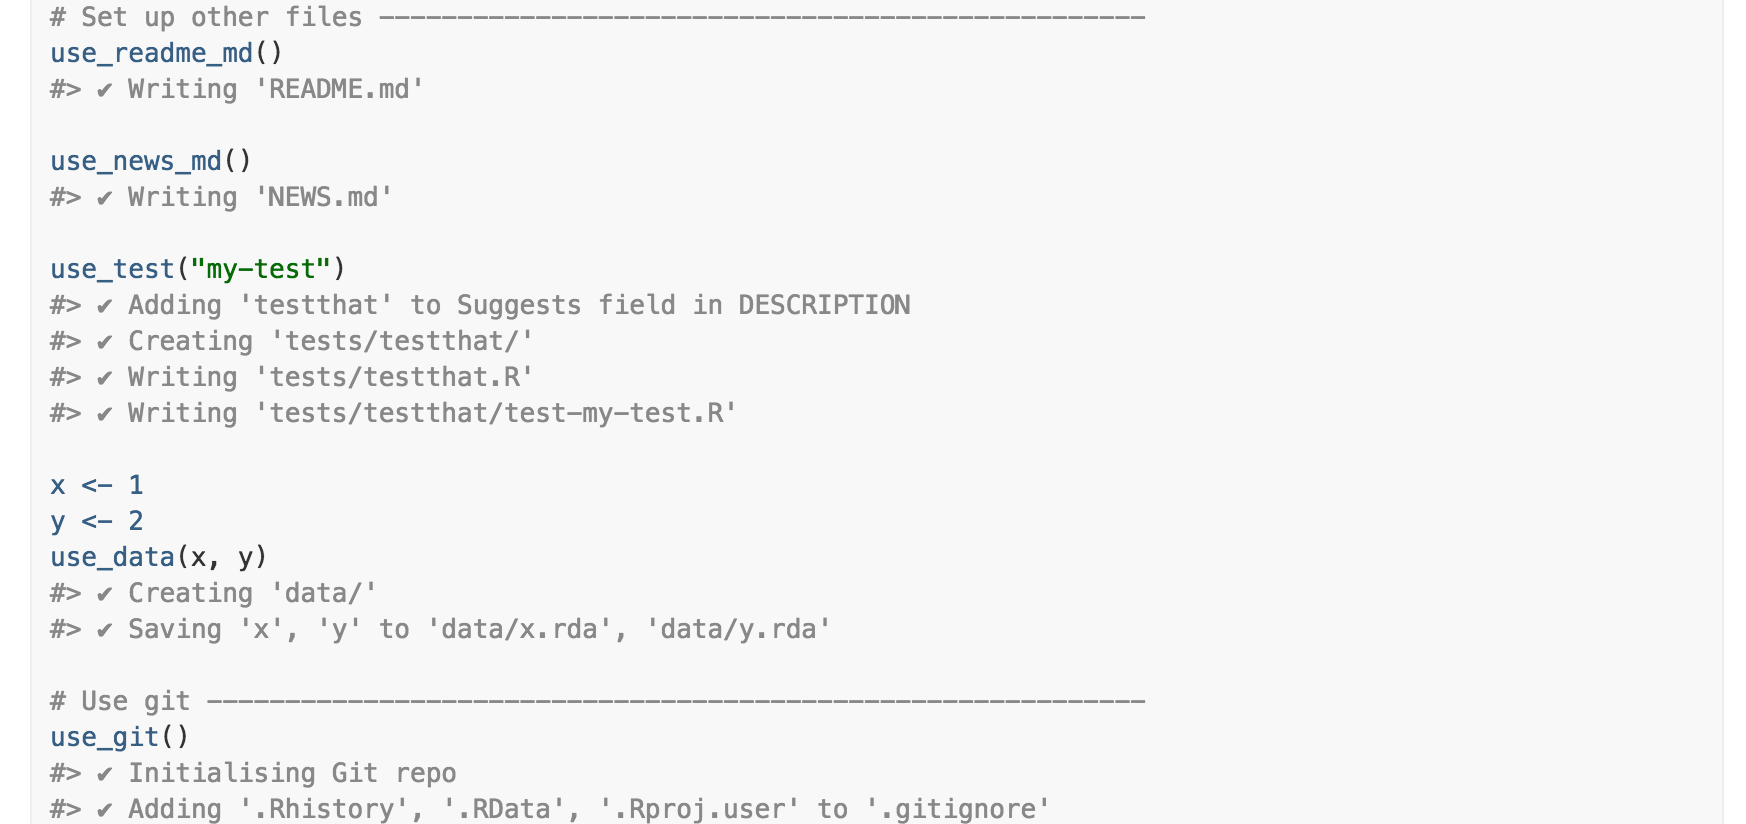 # Set up other files -------------------------------------------------
use_readme_md()
#> ✔ Writing 'README.md'
use_news_md()
#> ✔ Writing 'NEWS.md'
use_test("my-test")
#> ✔ Adding 'testthat' to Suggests field in DESCRIPTION
#> ✔ Creating 'tests/testthat/'
#> ✔ Writing 'tests/testthat.R'
#> ✔ Writing 'tests/testthat/test-my-test.R'
x <- 1
y <- 2
use_data(x, y)
#> ✔ Creating 'data/'
#> ✔ Saving 'x', 'y' to 'data/x.rda', 'data/y.rda'
# Use git ------------------------------------------------------------
use_git()
#> ✔ Initialising Git repo
#> ✔ Adding '.Rhistory', '.RData', '.Rproj.user' to '.gitignore'